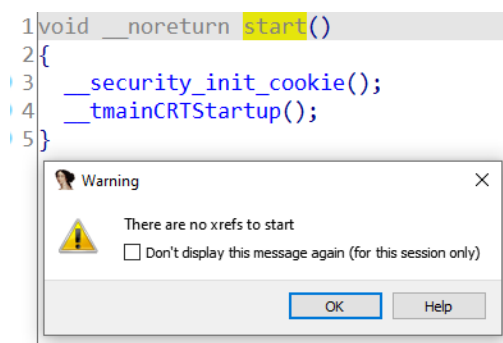 1 void __noreturn start()
2 {
3 __security_init_cookie();
4 __tmainCRTStartup();
5 }
Warning
There are no xrefs to start
Don't display this message again (for this session only)
OK Help